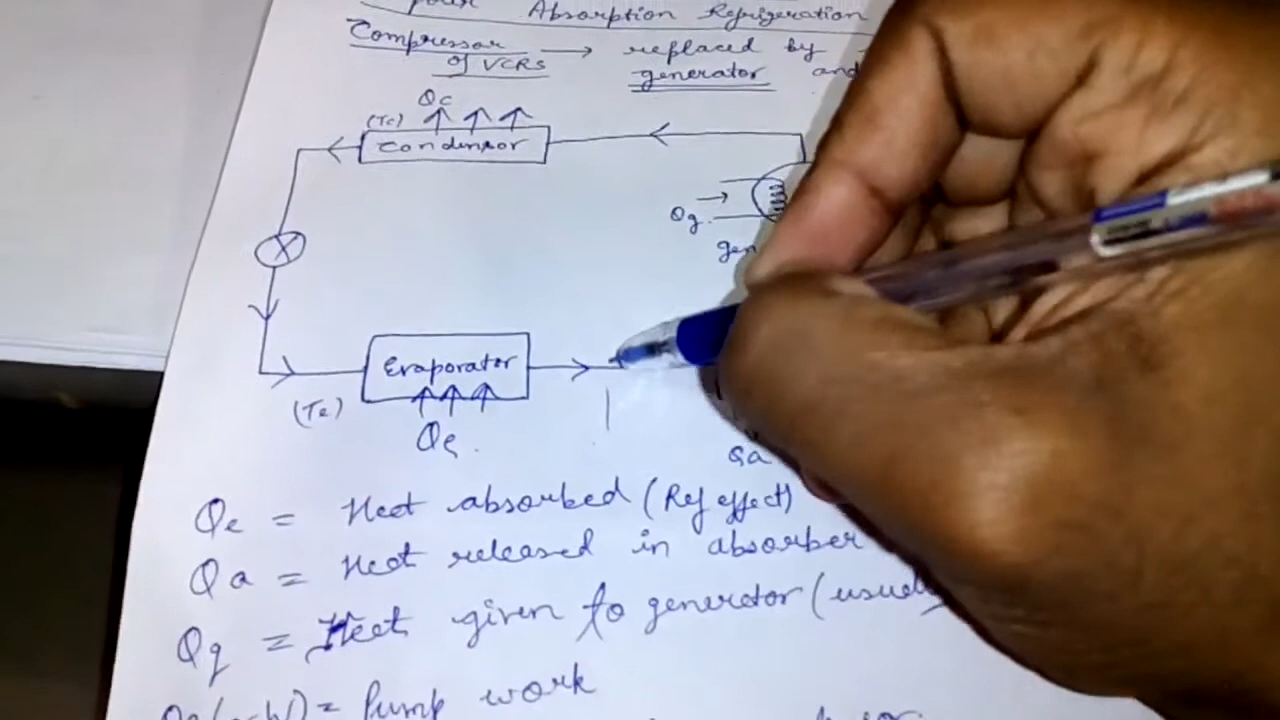 Absorption Refrigeration
Compressor → replaced by
of VCRS generator and
Qc
(Tc)
Condensor
Qg.
gen
Evaporator
(Te)
Qe.
Qa
Qe = Heat absorbed (Ref effect)
Qa = Heat released in absorber
Qg = Heat given to generator (usually
= Pump work